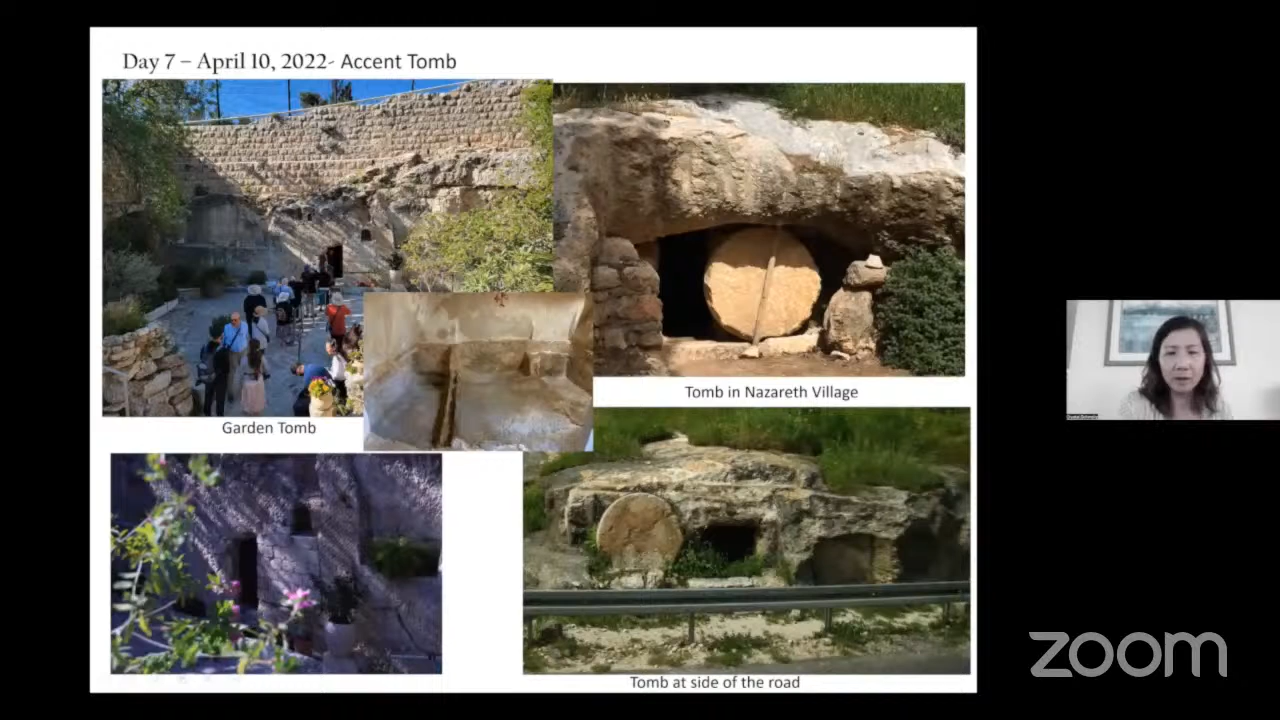 Day 7 – April 10, 2022- Accent Tomb
Garden Tomb
Tomb in Nazareth Village
Tomb at side of the road
zoom